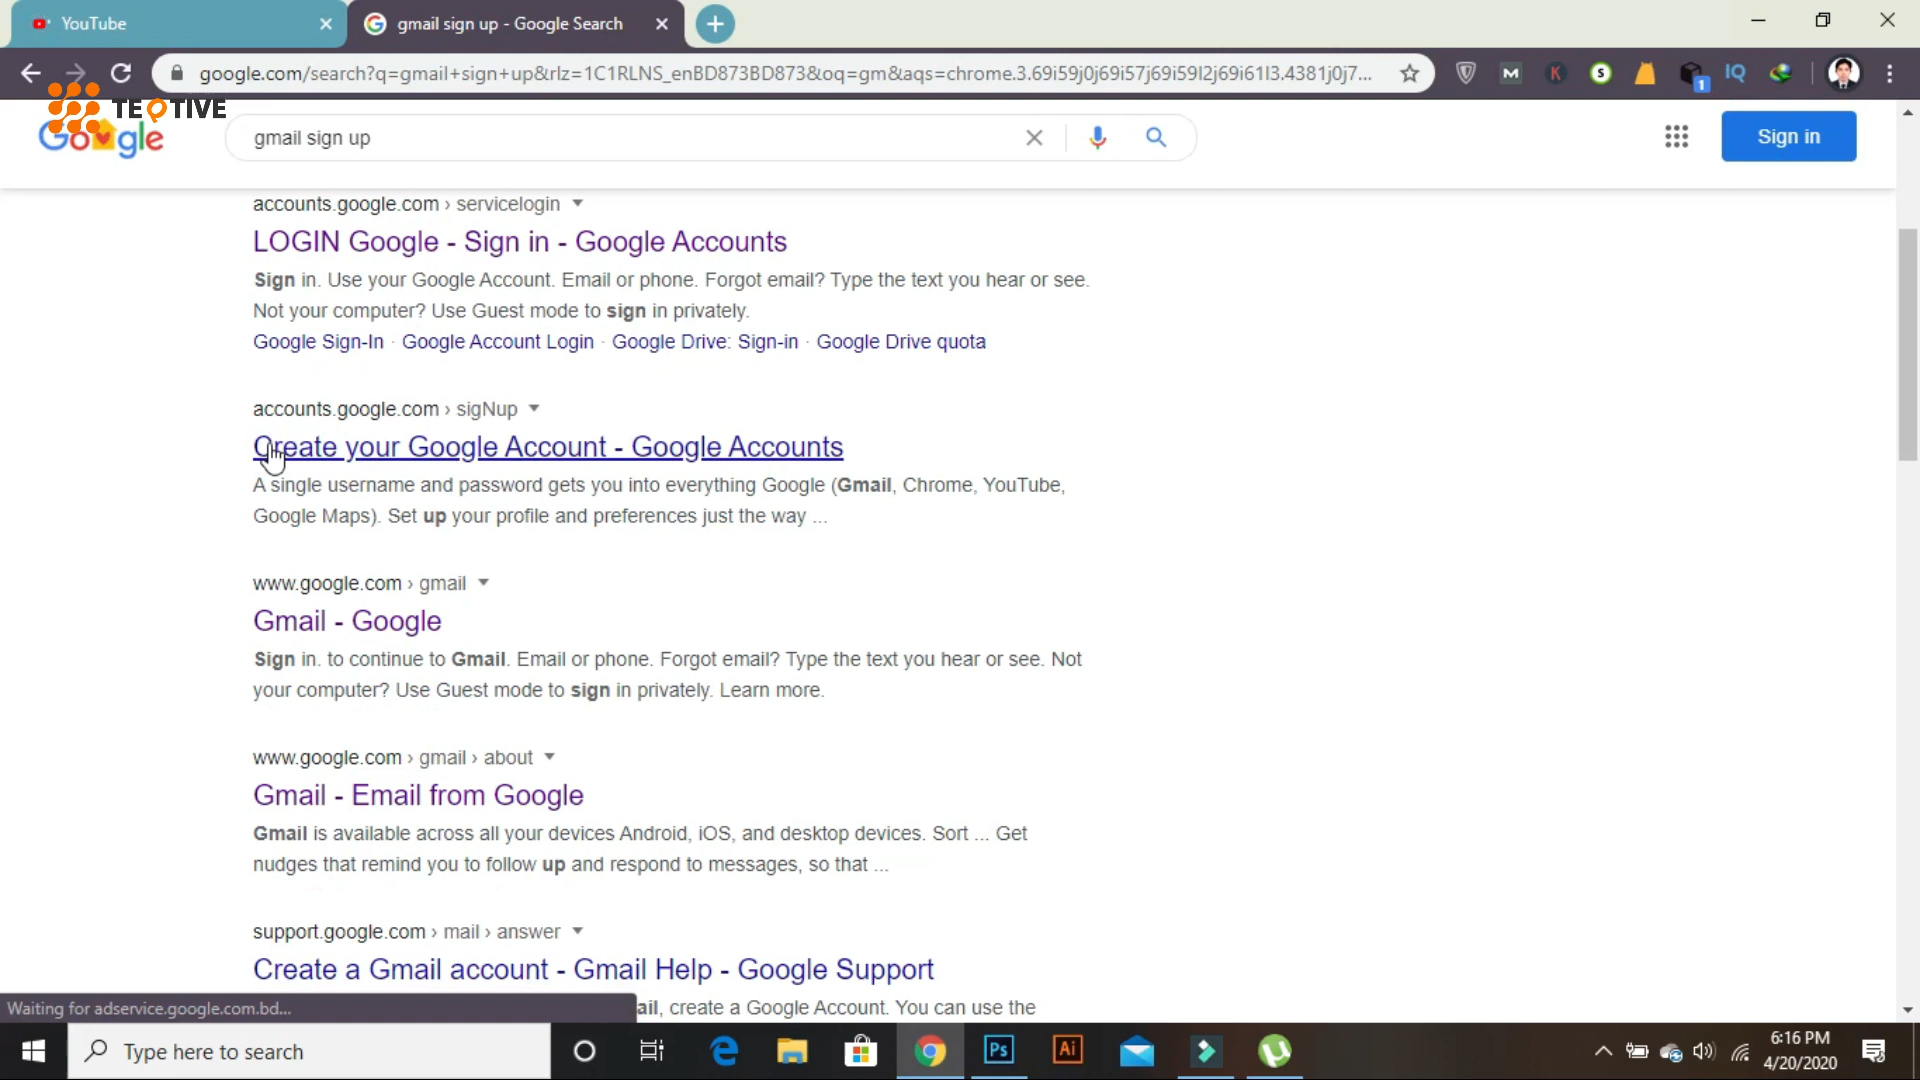 YouTube
gmail sign up - Google Search
google.com/search?q=gmail+sign+up&rlz=1C1RLNS_enBD873BD873&oq=gm&aqs=chrome.3.69i59j0j69i57j69i59l2j69i61l3.4381j0j7...
M K S 1 IQ
TEQTIVE
Google
gmail sign up
Sign in
accounts.google.com › servicelogin
LOGIN Google - Sign in - Google Accounts
Sign in. Use your Google Account. Email or phone. Forgot email? Type the text you hear or see.
Not your computer? Use Guest mode to sign in privately.
Google Sign-In · Google Account Login · Google Drive: Sign-in · Google Drive quota
accounts.google.com › sigNup
Create your Google Account - Google Accounts
A single username and password gets you into everything Google (Gmail, Chrome, YouTube,
Google Maps). Set up your profile and preferences just the way ...
www.google.com › gmail
Gmail - Google
Sign in. to continue to Gmail. Email or phone. Forgot email? Type the text you hear or see. Not
your computer? Use Guest mode to sign in privately. Learn more.
www.google.com › gmail › about
Gmail - Email from Google
Gmail is available across all your devices Android, iOS, and desktop devices. Sort ... Get
nudges that remind you to follow up and respond to messages, so that ...
support.google.com › mail › answer
Create a Gmail account - Gmail Help - Google Support
ail, create a Google Account. You can use the
Waiting for adservice.google.com.bd...
Type here to search
Ps Ai
6:16 PM
4/20/2020